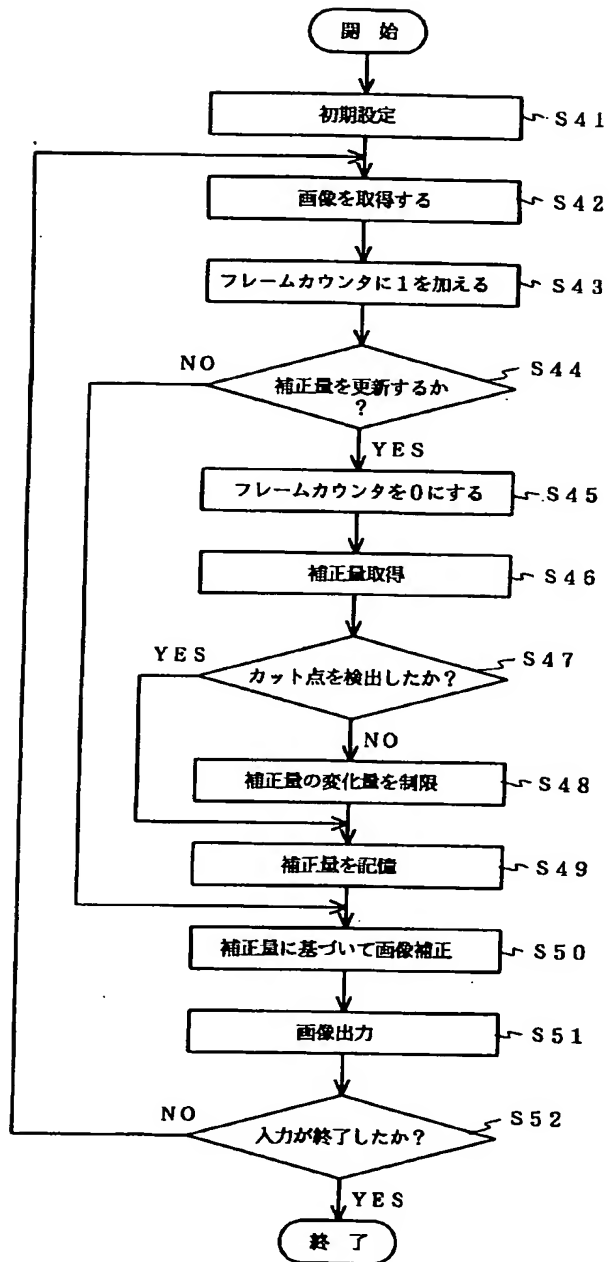 開 始
初期設定
S41
画像を取得する
S42
フレームカウンタに1を加える
S43
NO
補正量を更新するか
?
S44
YES
フレームカウンタを0にする
S45
補正量取得
S46
YES
カット点を検出したか?
S47
NO
補正量の変化量を制限
S48
補正量を記憶
S49
補正量に基づいて画像補正
S50
画像出力
S51
NO
入力が終了したか?
S52
YES
終 了